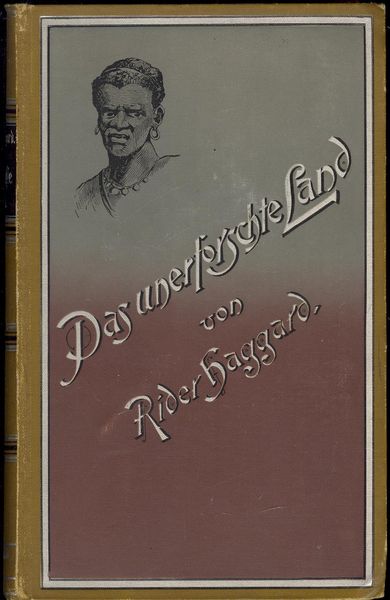 Das unerforschte Land
von
Rider Haggard.